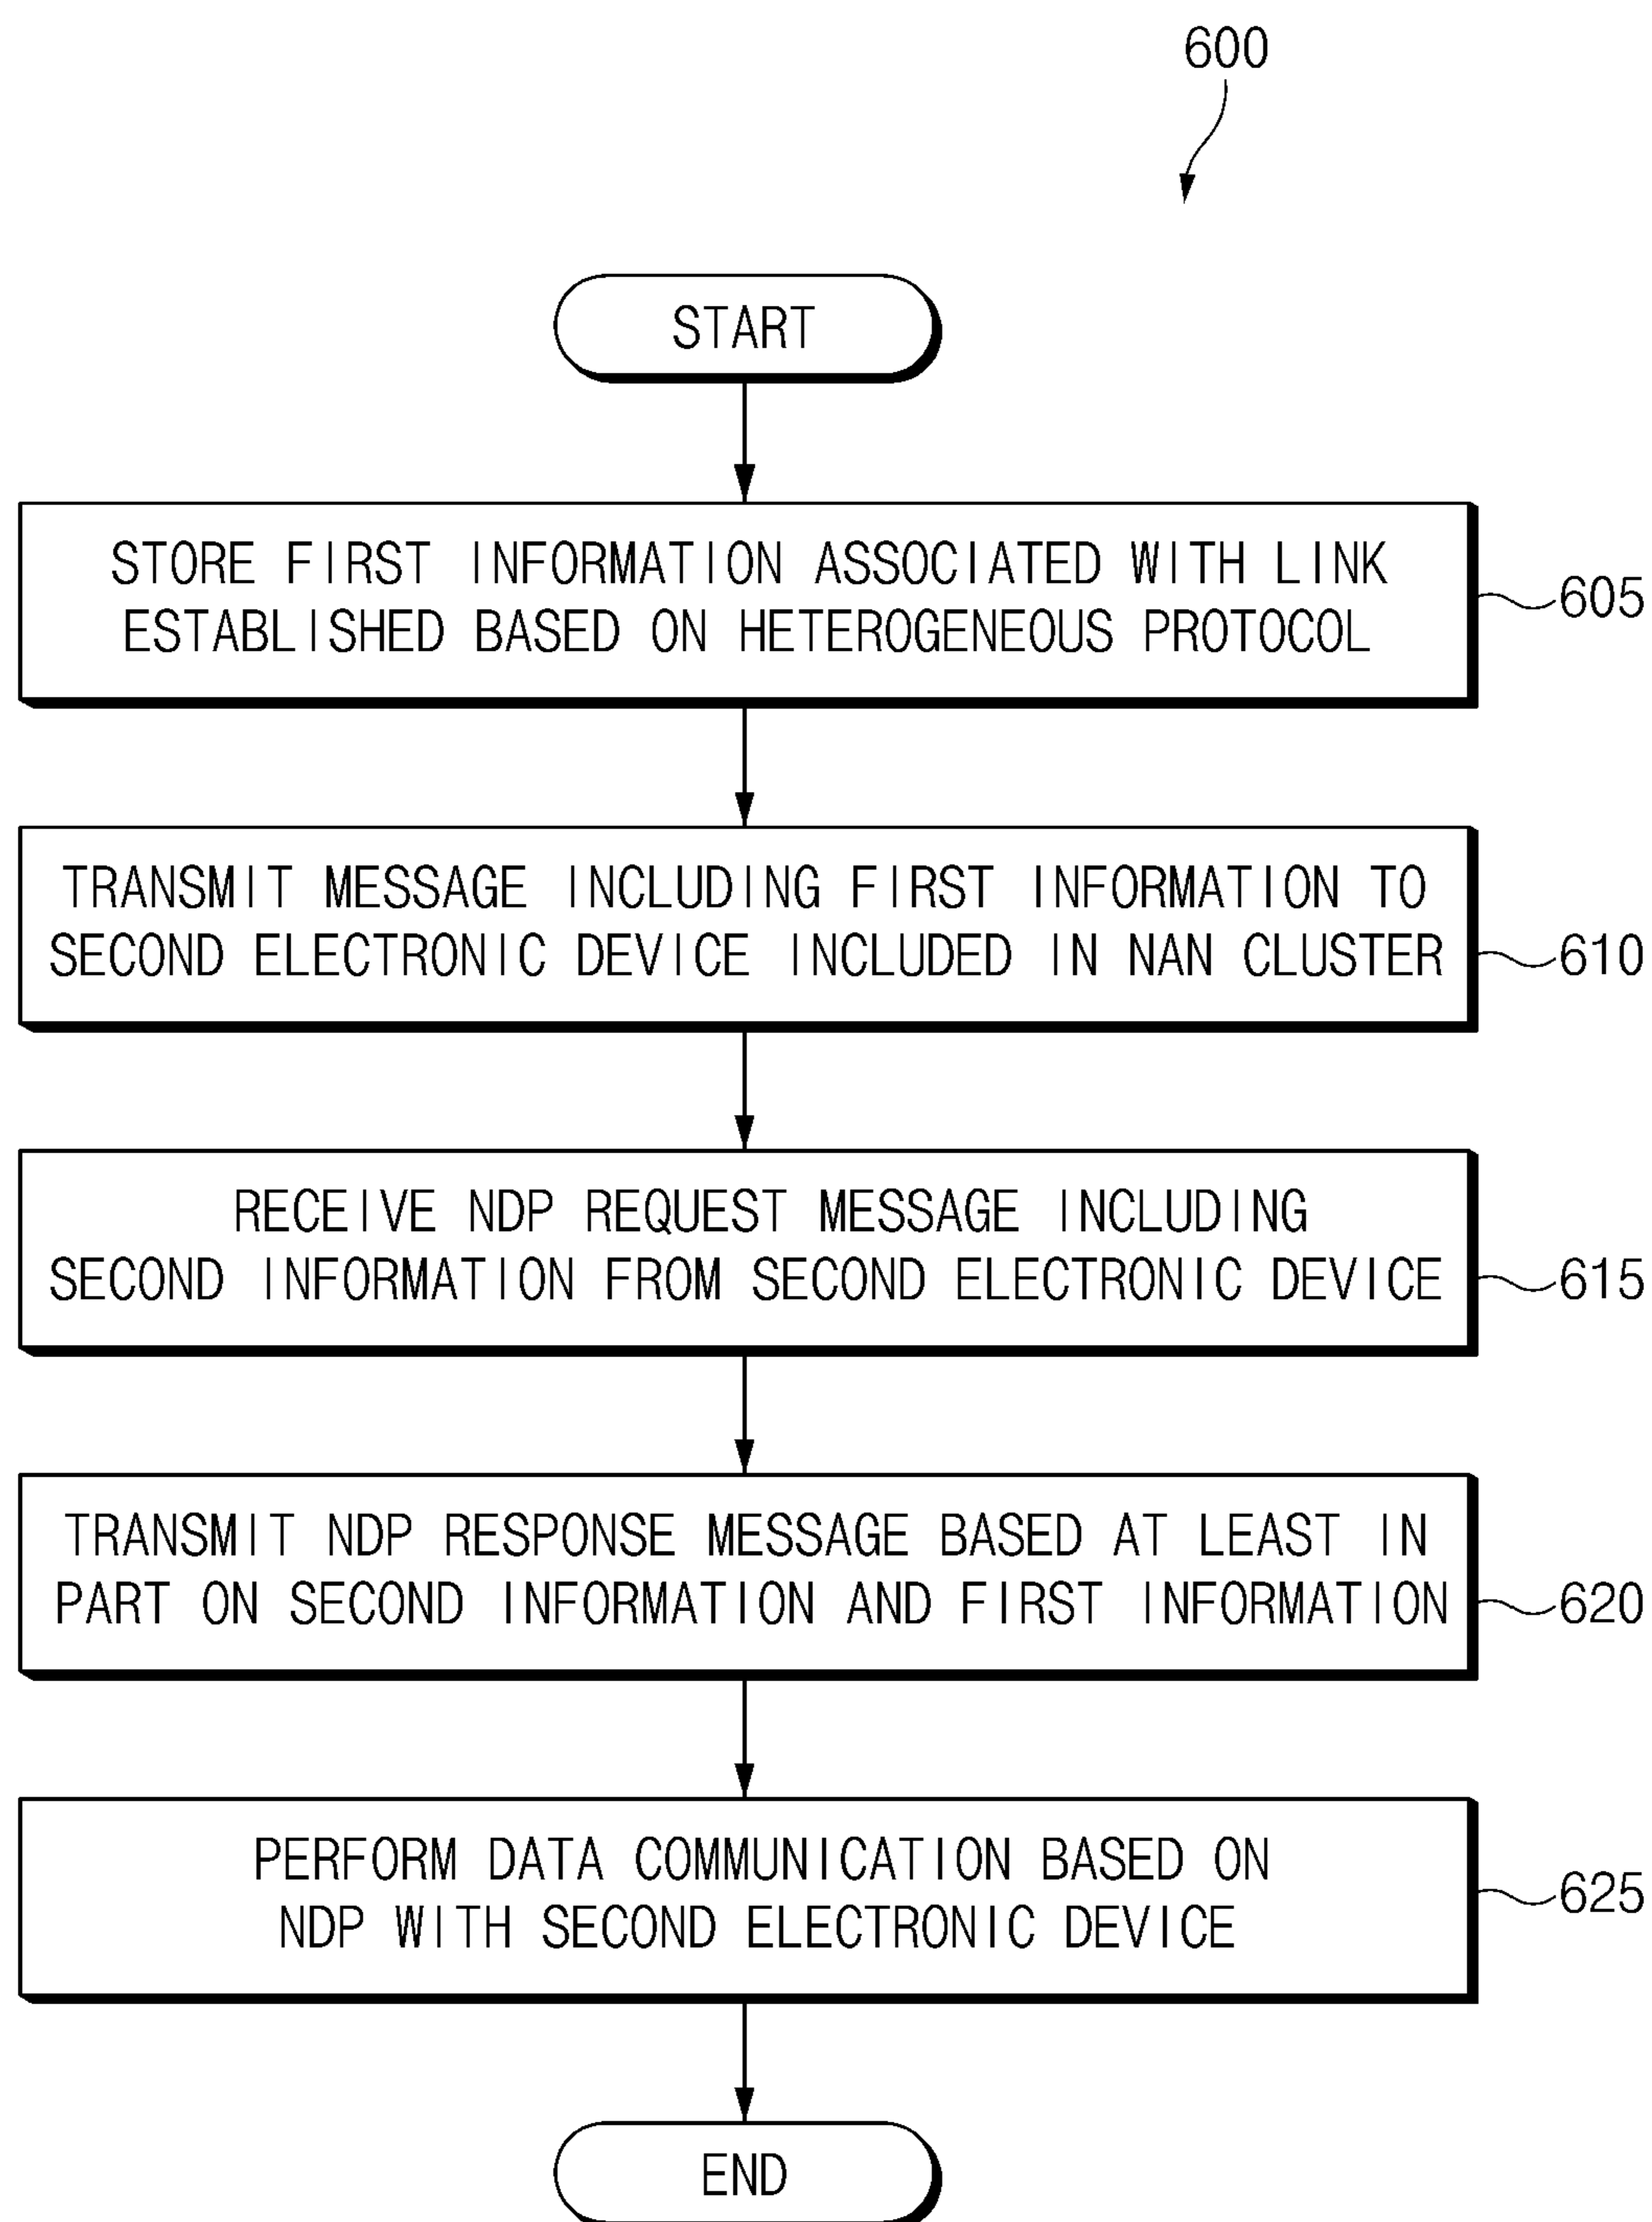 600
START
STORE FIRST INFORMATION ASSOCIATED WITH LINK
ESTABLISHED BASED ON HETEROGENEOUS PROTOCOL
605
TRANSMIT MESSAGE INCLUDING FIRST INFORMATION TO
SECOND ELECTRONIC DEVICE INCLUDED IN NAN CLUSTER
610
RECEIVE NDP REQUEST MESSAGE INCLUDING
SECOND INFORMATION FROM SECOND ELECTRONIC DEVICE
615
TRANSMIT NDP RESPONSE MESSAGE BASED AT LEAST IN
PART ON SECOND INFORMATION AND FIRST INFORMATION
620
PERFORM DATA COMMUNICATION BASED ON
NDP WITH SECOND ELECTRONIC DEVICE
625
END